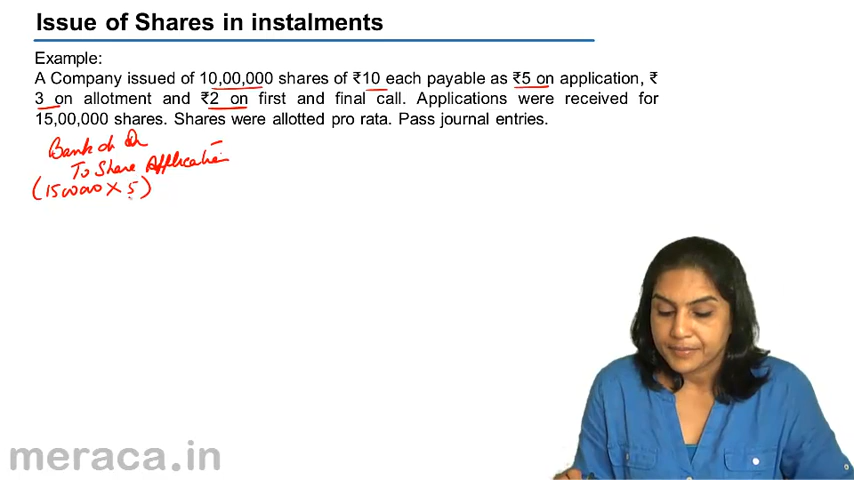 Issue of Shares in instalments
Example:
A Company issued of 10,00,000 shares of ₹10 each payable as ₹5 on application, ₹
3 on allotment and ₹2 on first and final call. Applications were received for
15,00,000 shares. Shares were allotted pro rata. Pass journal entries.
Bank a/c Dr
To Share Application
(1500000 X 5)
meraca.in